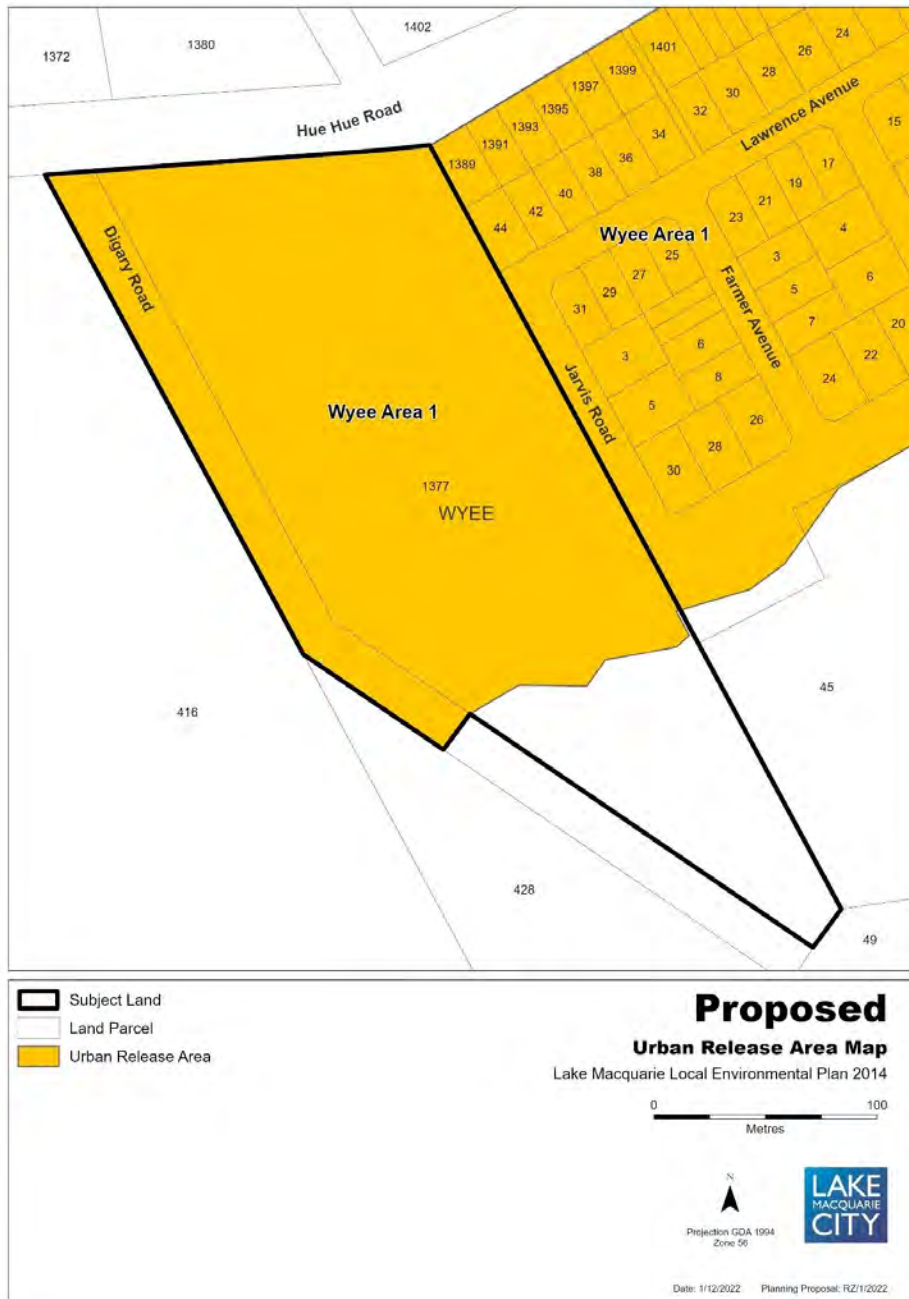 1372
1380
1402
Hue Hue Road
1389
1391
1393
1395
1397
1399
1401
24
26
28
30
32
34
36
38
40
42
44
Lawrence Avenue
15
17
19
21
23
4
3
6
5
7
20
22
24
Wyee Area 1
25
27
29
31
Farmer Avenue
6
3
8
5
26
28
30
Jarvis Road
Digary Road
Wyee Area 1
1377
WYEE
416
45
428
49
Subject Land
Land Parcel
Urban Release Area
Proposed
Urban Release Area Map
Lake Macquarie Local Environmental Plan 2014
0 100
Metres
N
Projection GDA 1994
Zone 56
LAKE
MACQUARIE
CITY
Date: 1/12/2022 Planning Proposal: RZ/1/2022